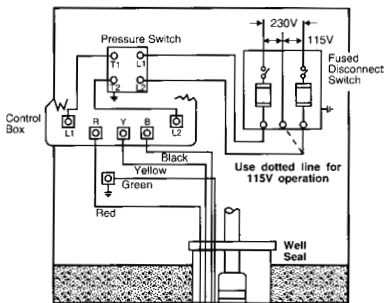 230V
115V
Pressure Switch
T1
L1
T2
L2
Fused
Disconnect
Switch
Control
Box
L1
R
Y
B
L2
Black
Yellow
Green
Red
Use dotted line for
115V operation
Well
Seal